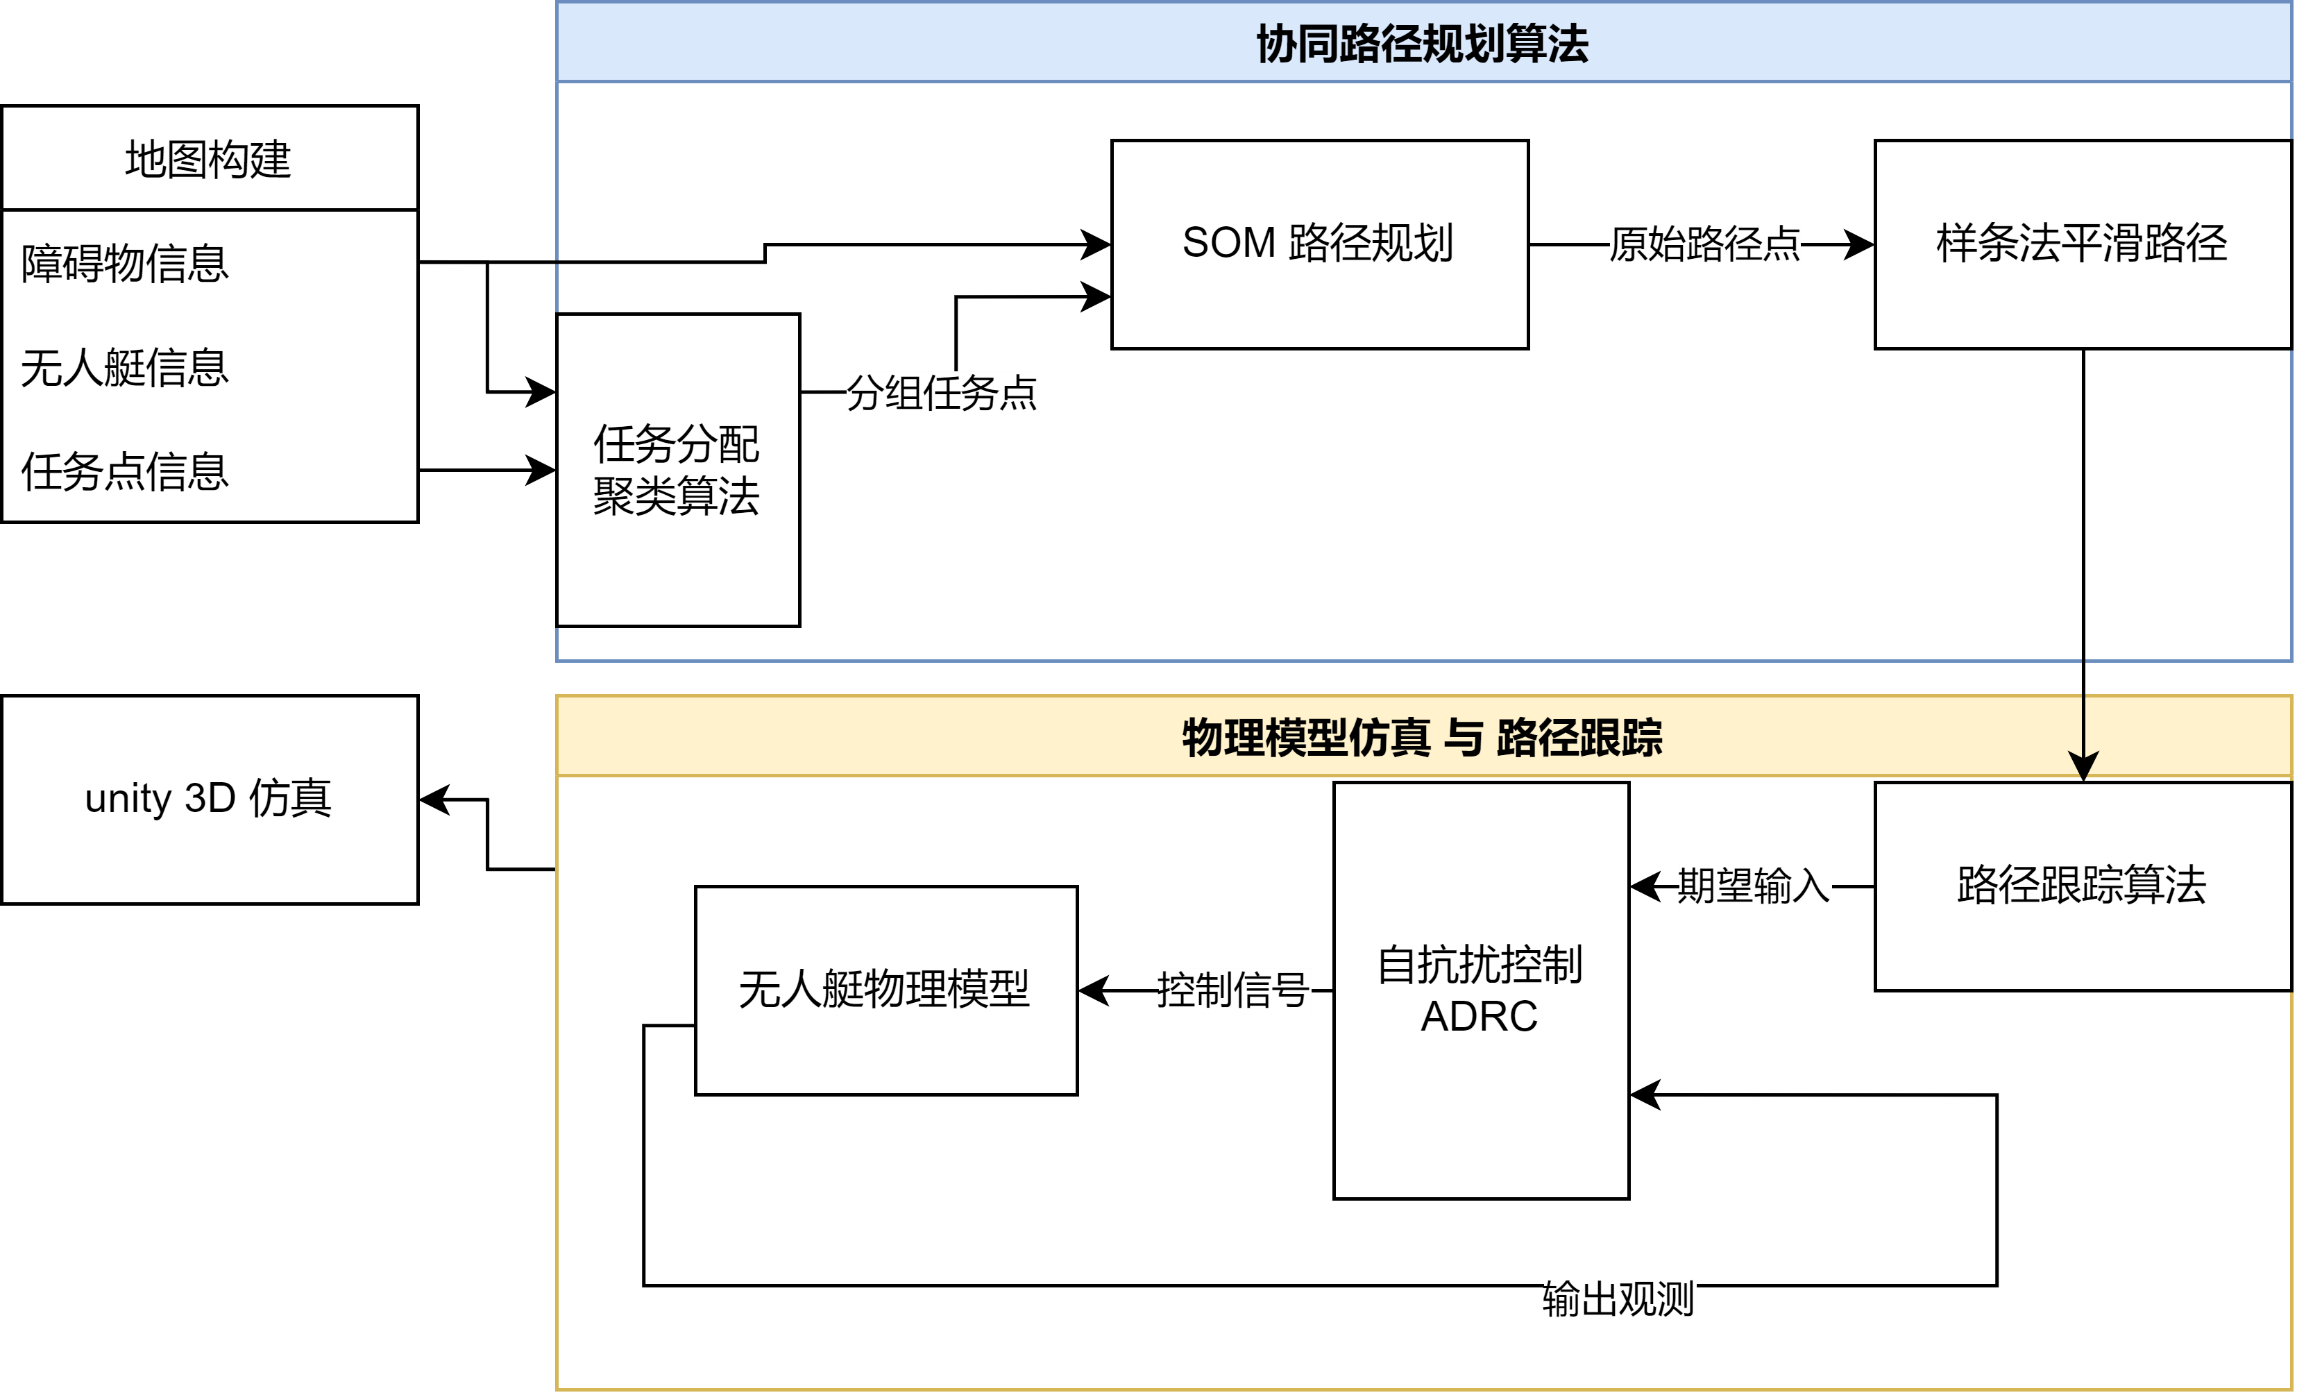 协同路径规划算法
地图构建
障碍物信息
无人艇信息
任务点信息
任务分配
聚类算法
分组任务点
SOM 路径规划
原始路径点
样条法平滑路径
物理模型仿真 与 路径跟踪
路径跟踪算法
期望输入
自抗扰控制
ADRC
控制信号
无人艇物理模型
输出观测
unity 3D 仿真